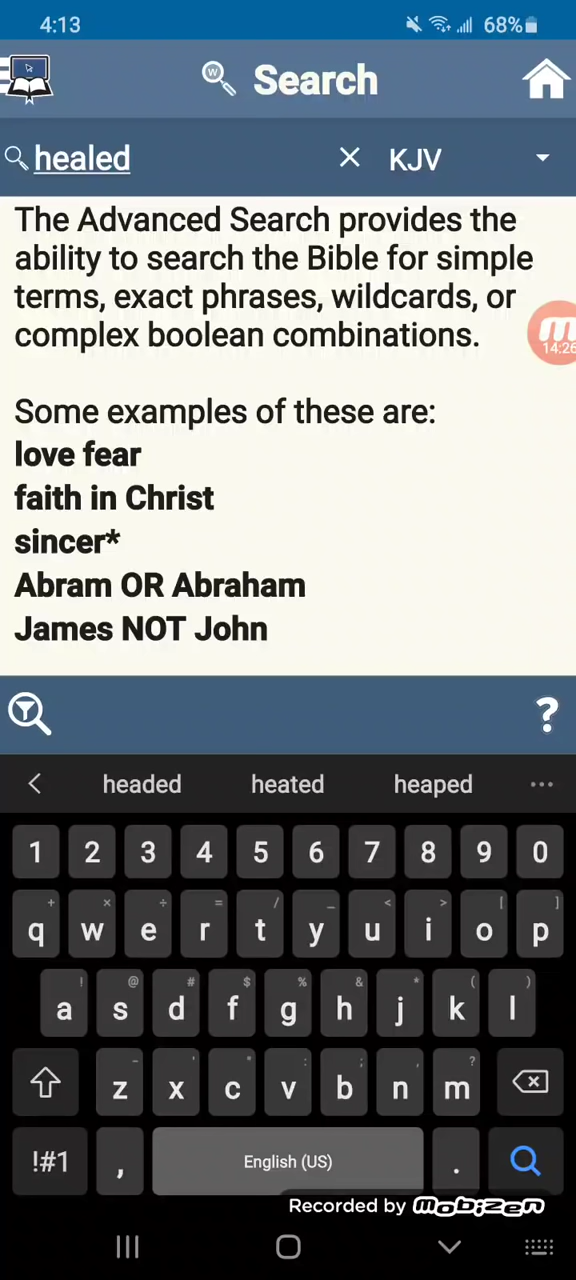 4:13 68%
Search
healed KJV
The Advanced Search provides the
ability to search the Bible for simple
terms, exact phrases, wildcards, or
complex boolean combinations.
14:26
Some examples of these are:
love fear
faith in Christ
sincer*
Abram OR Abraham
James NOT John
?
headed heated heaped ...
1 2 3 4 5 6 7 8 9 0
+ × ÷ = / _ < > [ ]
q w e r t y u i o p
! @ # $ % & * ( )
a s d f g h j k l
- ' " : ; , ?
z x c v b n m
!#1 , English (US) .
Recorded by mobizen